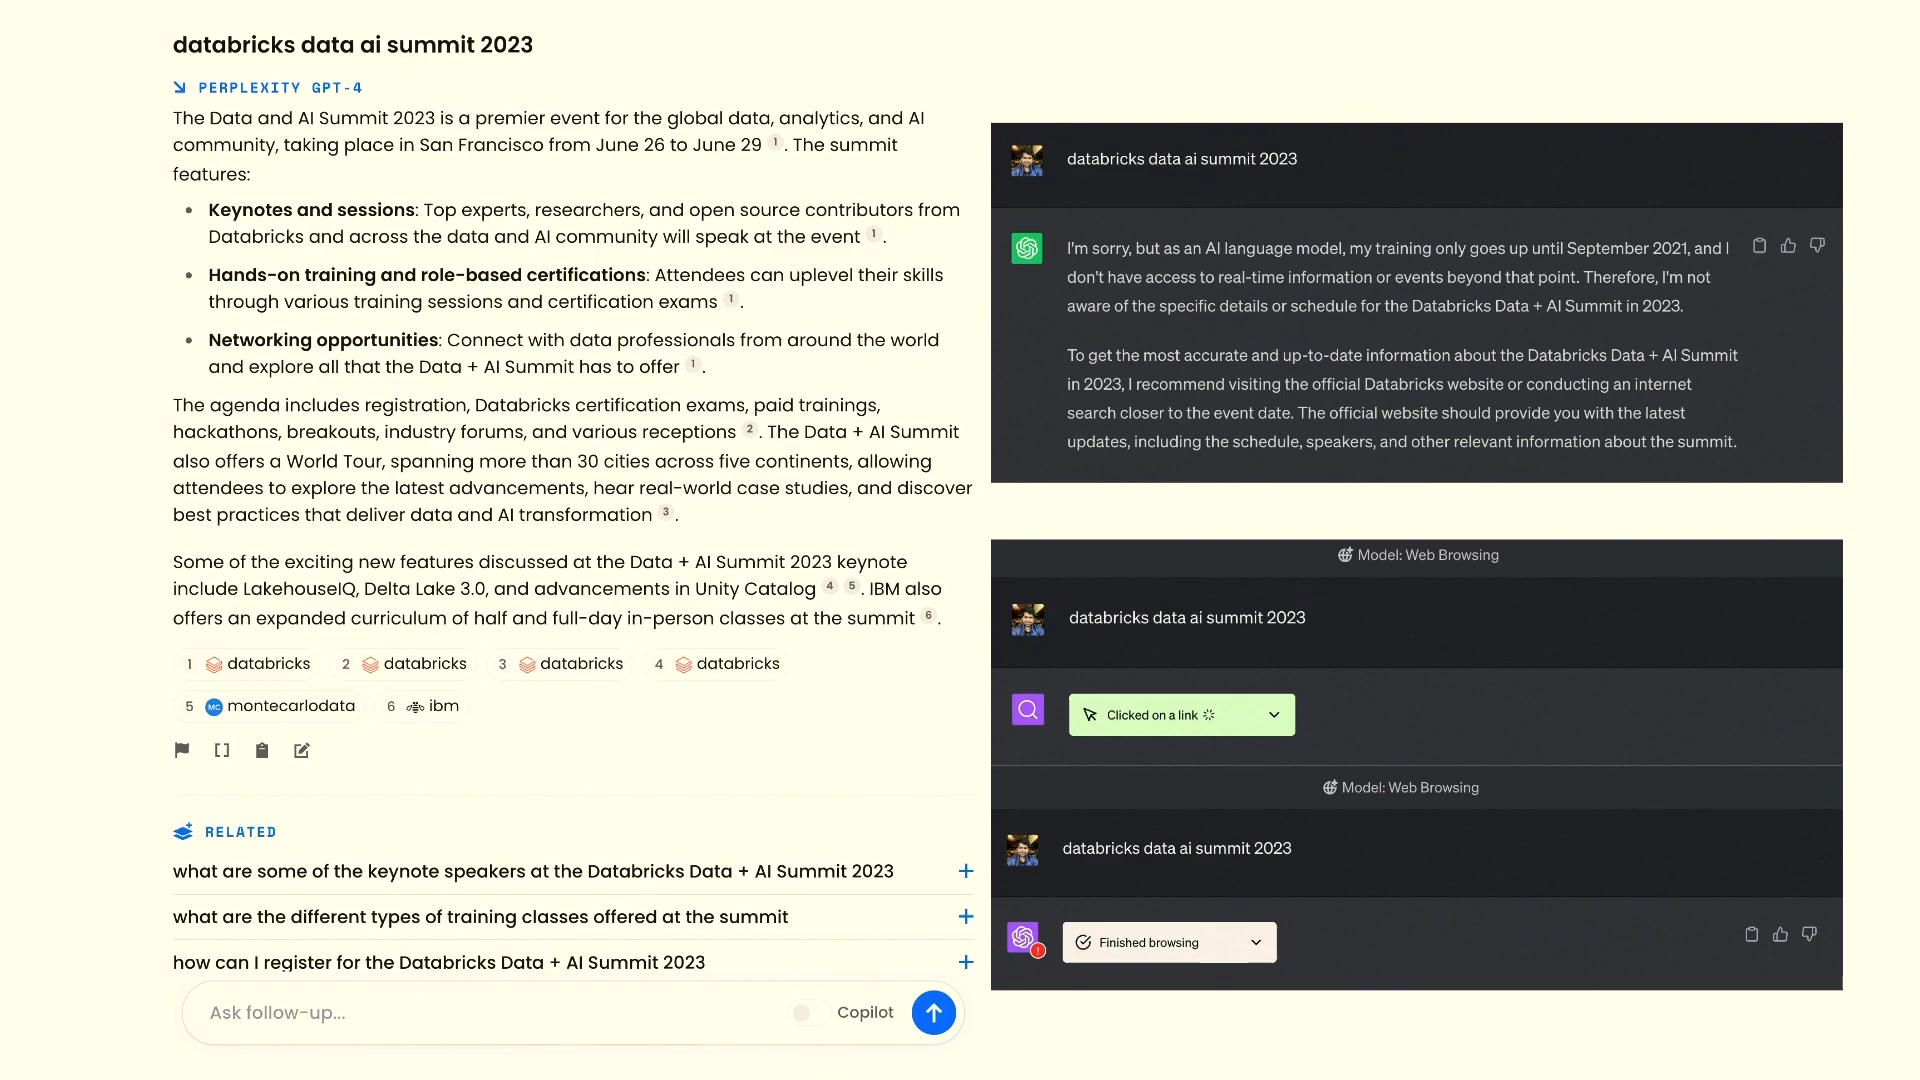 databricks data ai summit 2023
PERPLEXITY GPT-4
The Data and AI Summit 2023 is a premier event for the global data, analytics, and AI
community, taking place in San Francisco from June 26 to June 29 1. The summit
features:
• Keynotes and sessions: Top experts, researchers, and open source contributors from
Databricks and across the data and AI community will speak at the event 1.
• Hands-on training and role-based certifications: Attendees can uplevel their skills
through various training sessions and certification exams 1.
• Networking opportunities: Connect with data professionals from around the world
and explore all that the Data + AI Summit has to offer 1.
The agenda includes registration, Databricks certification exams, paid trainings,
hackathons, breakouts, industry forums, and various receptions 2. The Data + AI Summit
also offers a World Tour, spanning more than 30 cities across five continents, allowing
attendees to explore the latest advancements, hear real-world case studies, and discover
best practices that deliver data and AI transformation 3.
Some of the exciting new features discussed at the Data + AI Summit 2023 keynote
include LakehouseIQ, Delta Lake 3.0, and advancements in Unity Catalog 4 5. IBM also
offers an expanded curriculum of half and full-day in-person classes at the summit 6.
1 databricks 2 databricks 3 databricks 4 databricks
5 MC montecarlodata 6 ibm
RELATED
what are some of the keynote speakers at the Databricks Data + AI Summit 2023
what are the different types of training classes offered at the summit
how can I register for the Databricks Data + AI Summit 2023
Ask follow-up... Copilot
databricks data ai summit 2023
I'm sorry, but as an AI language model, my training only goes up until September 2021, and I
don't have access to real-time information or events beyond that point. Therefore, I'm not
aware of the specific details or schedule for the Databricks Data + AI Summit in 2023.
To get the most accurate and up-to-date information about the Databricks Data + AI Summit
in 2023, I recommend visiting the official Databricks website or conducting an internet
search closer to the event date. The official website should provide you with the latest
updates, including the schedule, speakers, and other relevant information about the summit.
Model: Web Browsing
databricks data ai summit 2023
Clicked on a link
Model: Web Browsing
databricks data ai summit 2023
Finished browsing